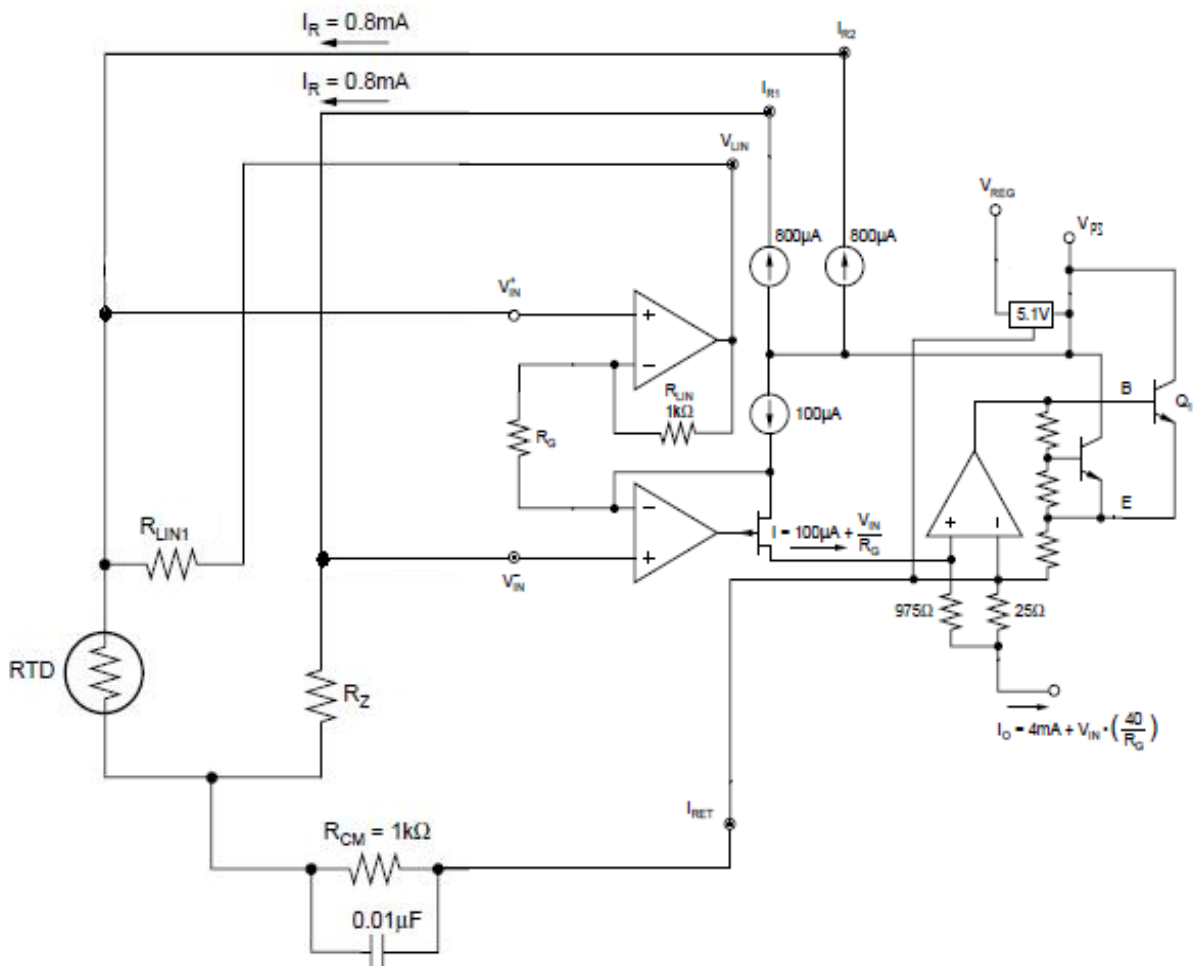 I_R = 0.8mA
I_R2
I_R = 0.8mA
I_R1
V_LIN
V_REG
V_PS
800µA
800µA
V_IN^+
5.1V
+
−
R_LIN
1kΩ
100µA
B
Q_1
R_G
−
+
E
I = 100µA + V_IN/R_G
R_LIN1
V_IN^−
+
−
975Ω
25Ω
RTD
R_Z
I_O = 4mA + V_IN · (40/R_G)
I_RET
R_CM = 1kΩ
0.01µF